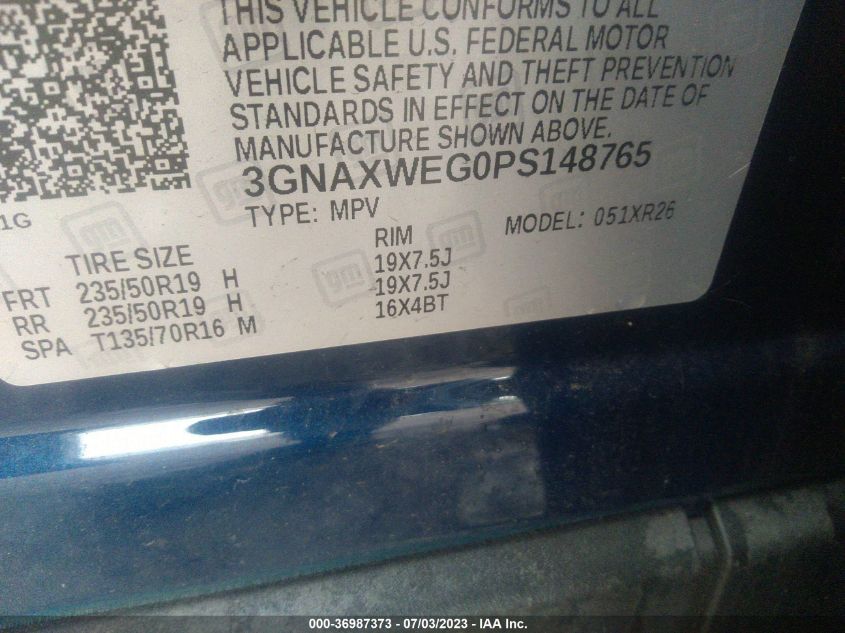 THIS VEHICLE CONFORMS TO ALL
APPLICABLE U.S. FEDERAL MOTOR
VEHICLE SAFETY AND THEFT PREVENTION
STANDARDS IN EFFECT ON THE DATE OF
MANUFACTURE SHOWN ABOVE.
3GNAXWEG0PS148765
TYPE: MPV
MODEL: 051XR26
1G
TIRE SIZE RIM
FRT 235/50R19 H 19X7.5J
RR 235/50R19 H 19X7.5J
SPA T135/70R16 M 16X4BT
gm
000-36987373 - 07/03/2023 - IAA Inc.